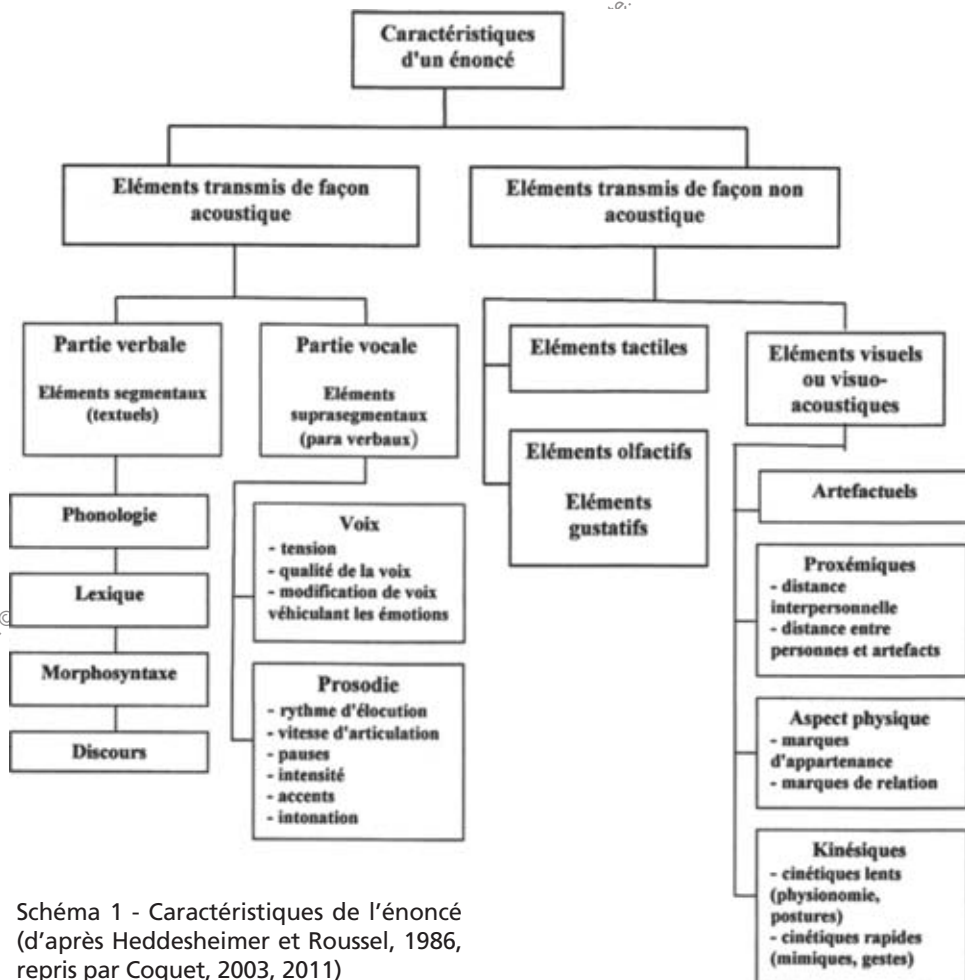 Caractéristiques
d'un énoncé
Eléments transmis de façon
acoustique
Eléments transmis de façon non
acoustique
Partie verbale
Eléments segmentaux
(textuels)
Partie vocale
Eléments
suprasegmentaux
(para verbaux)
Eléments tactiles
Eléments visuels
ou visuo-
acoustiques
Eléments olfactifs
Eléments
gustatifs
Phonologie
Lexique
Morphosyntaxe
Discours
Voix
- tension
- qualité de la voix
- modification de voix
véhiculant les émotions
Prosodie
- rythme d'élocution
- vitesse d'articulation
- pauses
- intensité
- accents
- intonation
Artefactuels
Proxémiques
- distance
interpersonnelle
- distance entre
personnes et artefacts
Aspect physique
- marques
d'appartenance
- marques de relation
Kinésiques
- cinétiques lents
(physionomie,
postures)
- cinétiques rapides
(mimiques, gestes)
Schéma 1 - Caractéristiques de l'énoncé
(d'après Heddesheimer et Roussel, 1986,
repris par Coquet, 2003, 2011)
©